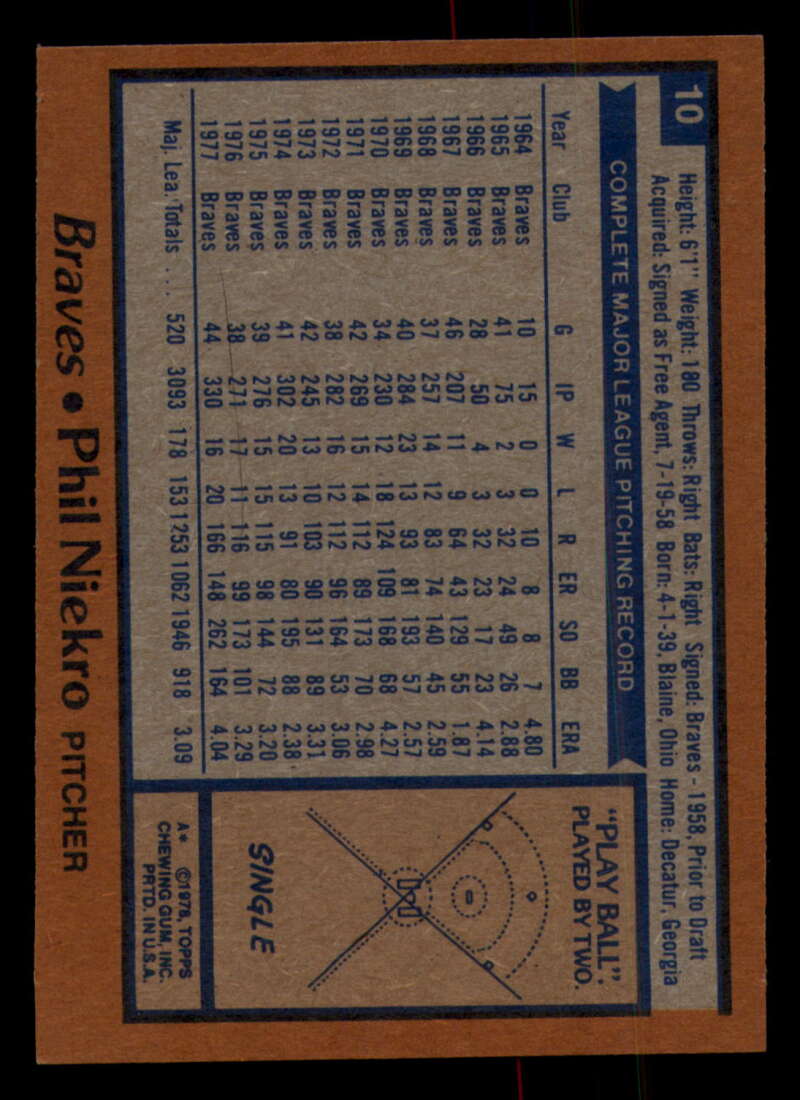 10
Height: 6'1" Weight: 180 Throws: Right Bats: Right Signed: Braves - 1958, Prior to Draft
Acquired: Signed as Free Agent, 7-19-58 Born: 4-1-39, Blaine, Ohio Home: Decatur, Georgia
COMPLETE MAJOR LEAGUE PITCHING RECORD
Year Club G IP W L R ER SO BB ERA
1964 Braves 10 15 0 0 10 8 8 7 4.80
1965 Braves 41 75 2 3 32 24 49 26 2.88
1966 Braves 28 50 4 3 32 23 17 23 4.14
1967 Braves 46 207 11 9 64 43 129 55 1.87
1968 Braves 37 257 14 12 83 74 140 45 2.59
1969 Braves 40 284 23 13 93 81 193 57 2.57
1970 Braves 34 230 12 18 124 109 168 68 4.27
1971 Braves 42 269 15 14 112 89 173 70 2.98
1972 Braves 38 282 16 12 112 96 164 53 3.06
1973 Braves 42 245 13 10 103 90 131 89 3.31
1974 Braves 41 302 20 13 91 80 195 88 2.38
1975 Braves 39 276 15 15 115 98 144 72 3.20
1976 Braves 38 271 17 11 116 99 173 101 3.29
1977 Braves 44 330 16 20 166 148 262 164 4.04
Maj. Lea. Totals ... 520 3093 178 153 1253 1062 1946 918 3.09
"PLAY BALL".
PLAYED BY TWO.
SINGLE
A* ©1978, TOPPS
CHEWING GUM, INC.
PRTD. IN U.S.A.
Braves • Phil Niekro PITCHER